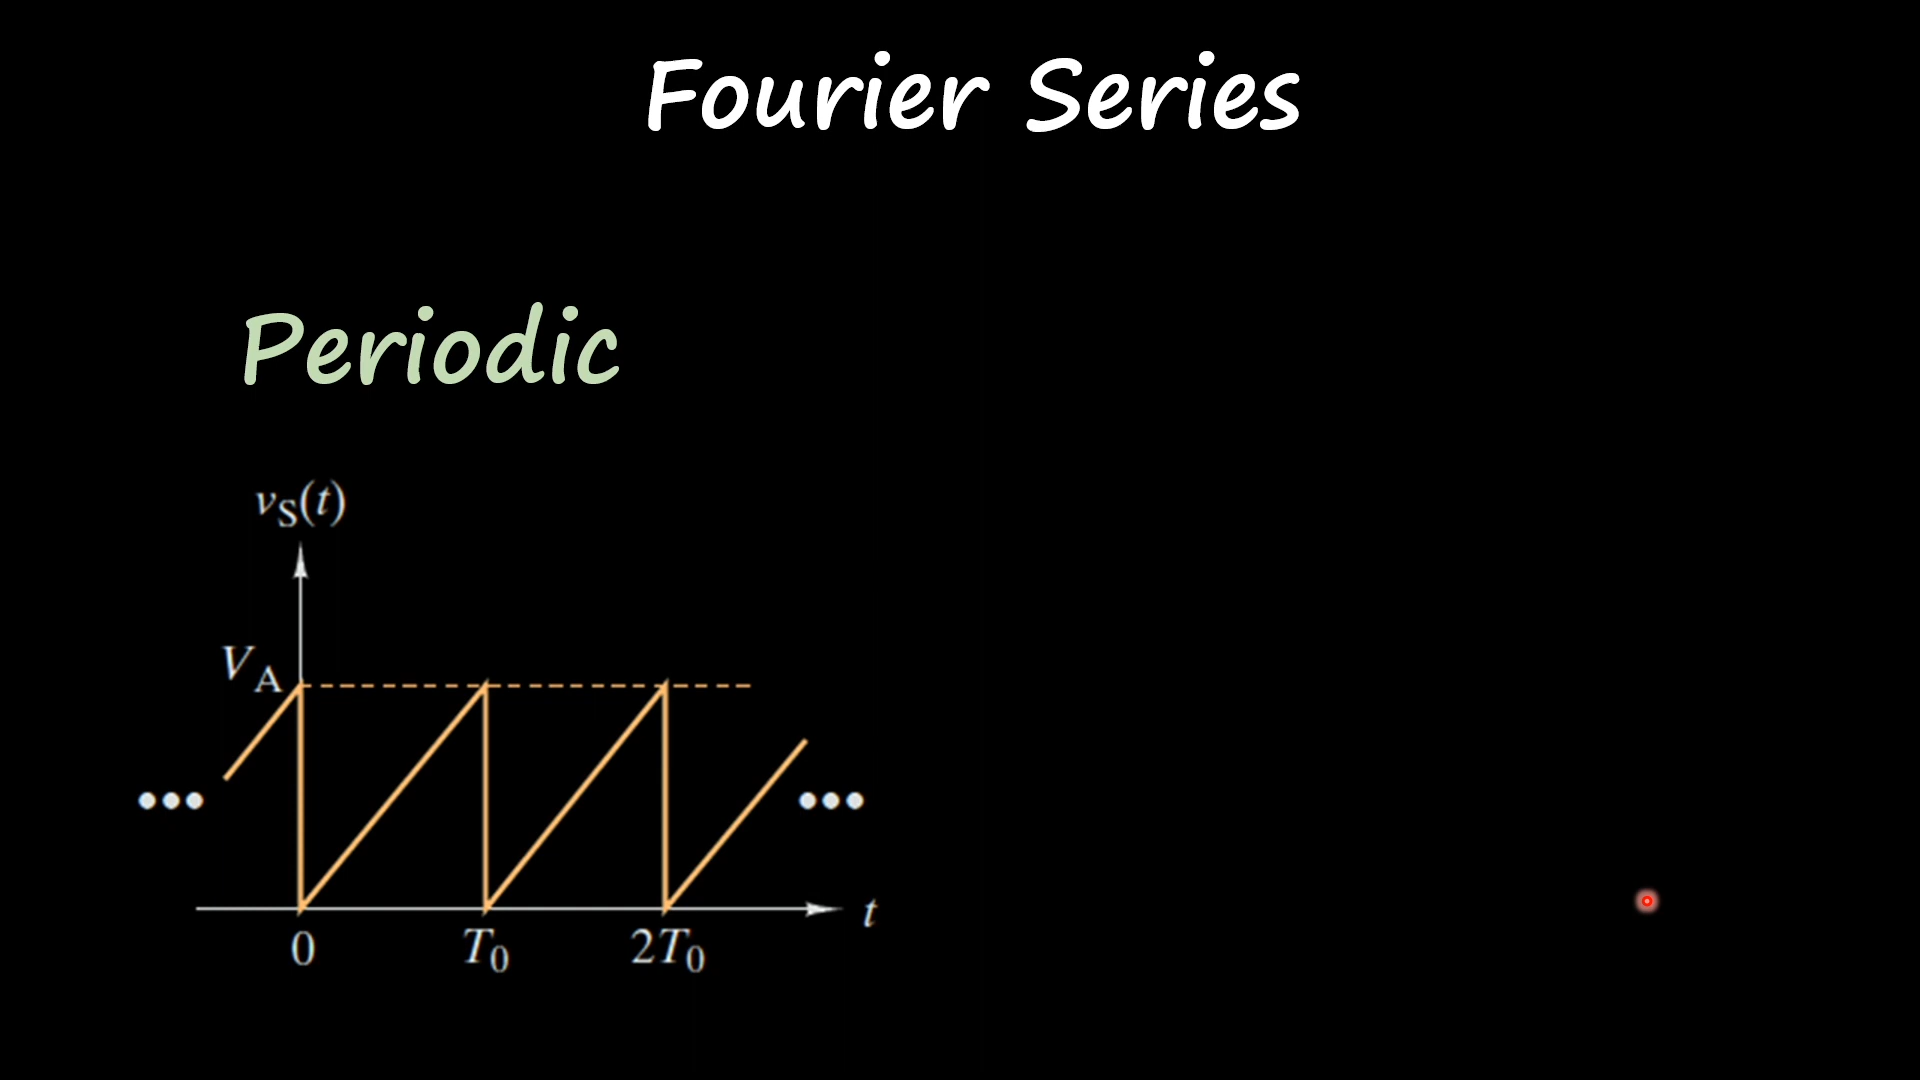 Fourier Series
Periodic
vS(t)
VA
••• •••
t
0 T0 2T0